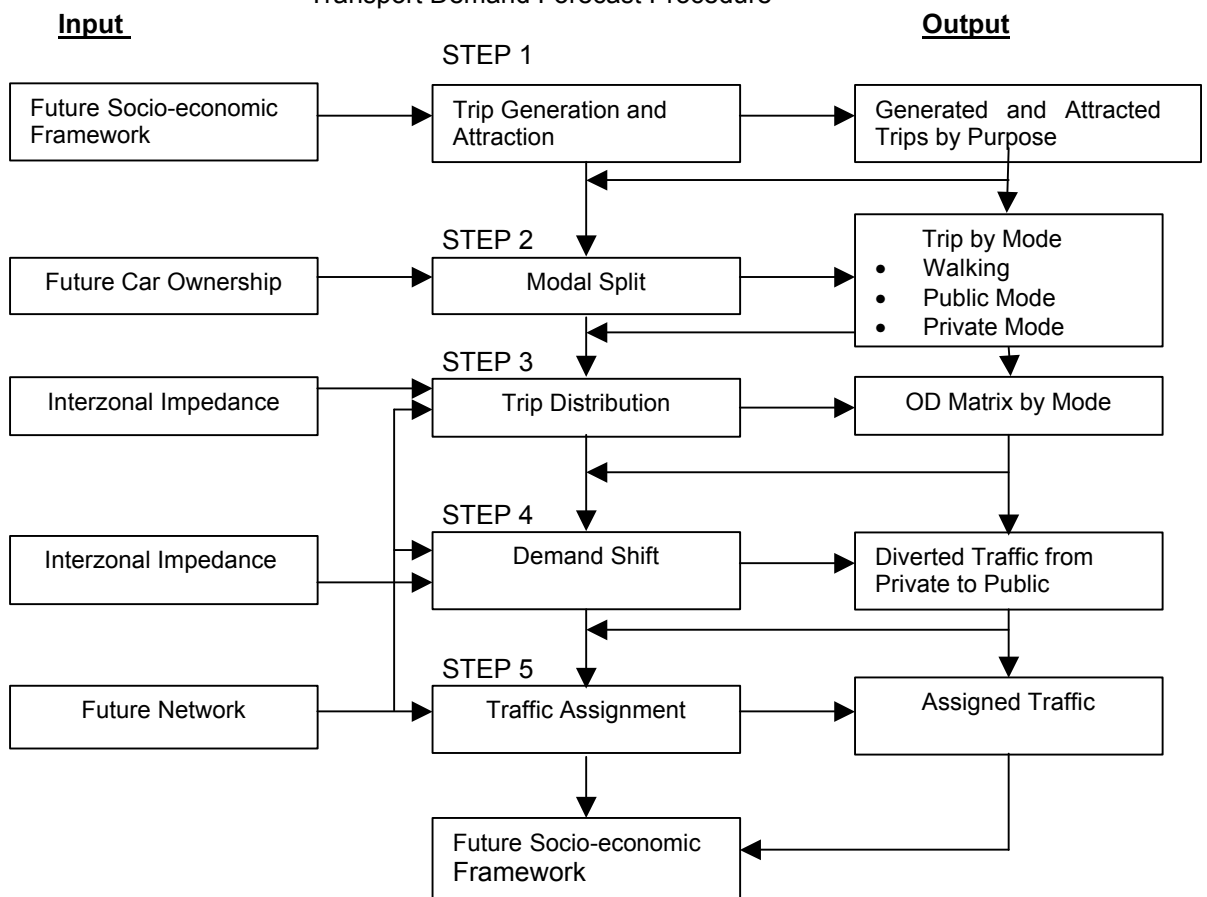 Transport Demand Forecast Procedure
Input
Output
STEP 1
Future Socio-economic
Framework
Trip Generation and
Attraction
Generated and Attracted
Trips by Purpose
STEP 2
Future Car Ownership
Modal Split
Trip by Mode
• Walking
• Public Mode
• Private Mode
STEP 3
Interzonal Impedance
Trip Distribution
OD Matrix by Mode
STEP 4
Interzonal Impedance
Demand Shift
Diverted Traffic from
Private to Public
STEP 5
Future Network
Traffic Assignment
Assigned Traffic
Future Socio-economic
Framework